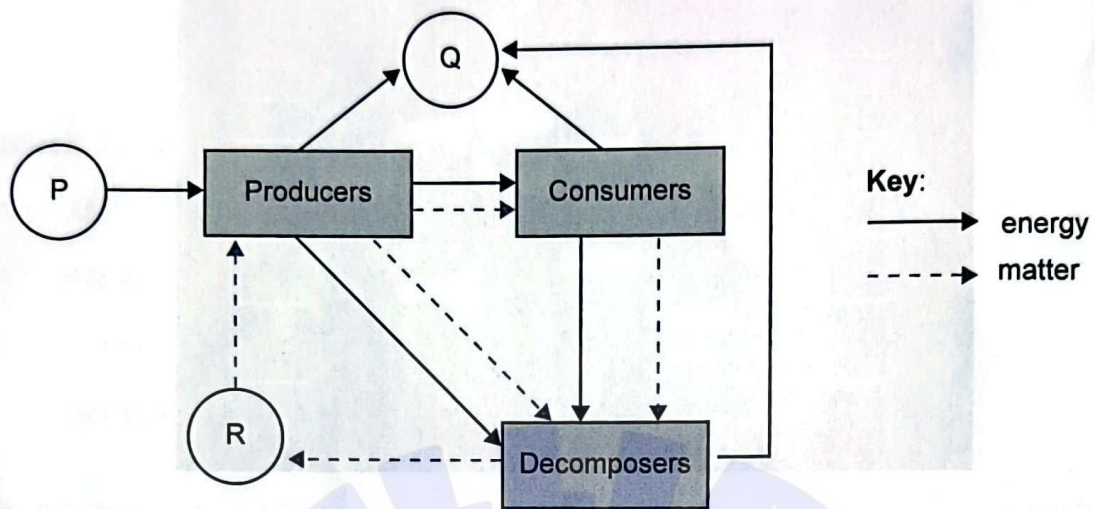 Q
P
Producers
Consumers
Key:
energy
matter
R
Decomposers